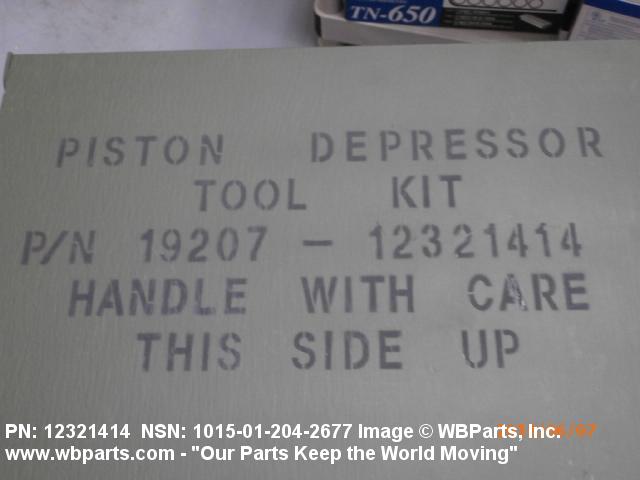 TN-650
PISTON DEPRESSOR
TOOL KIT
P/N 19207 - 12321414
HANDLE WITH CARE
THIS SIDE UP
PN: 12321414 NSN: 1015-01-204-2677 Image © WBParts, Inc.
www.wbparts.com - "Our Parts Keep the World Moving"